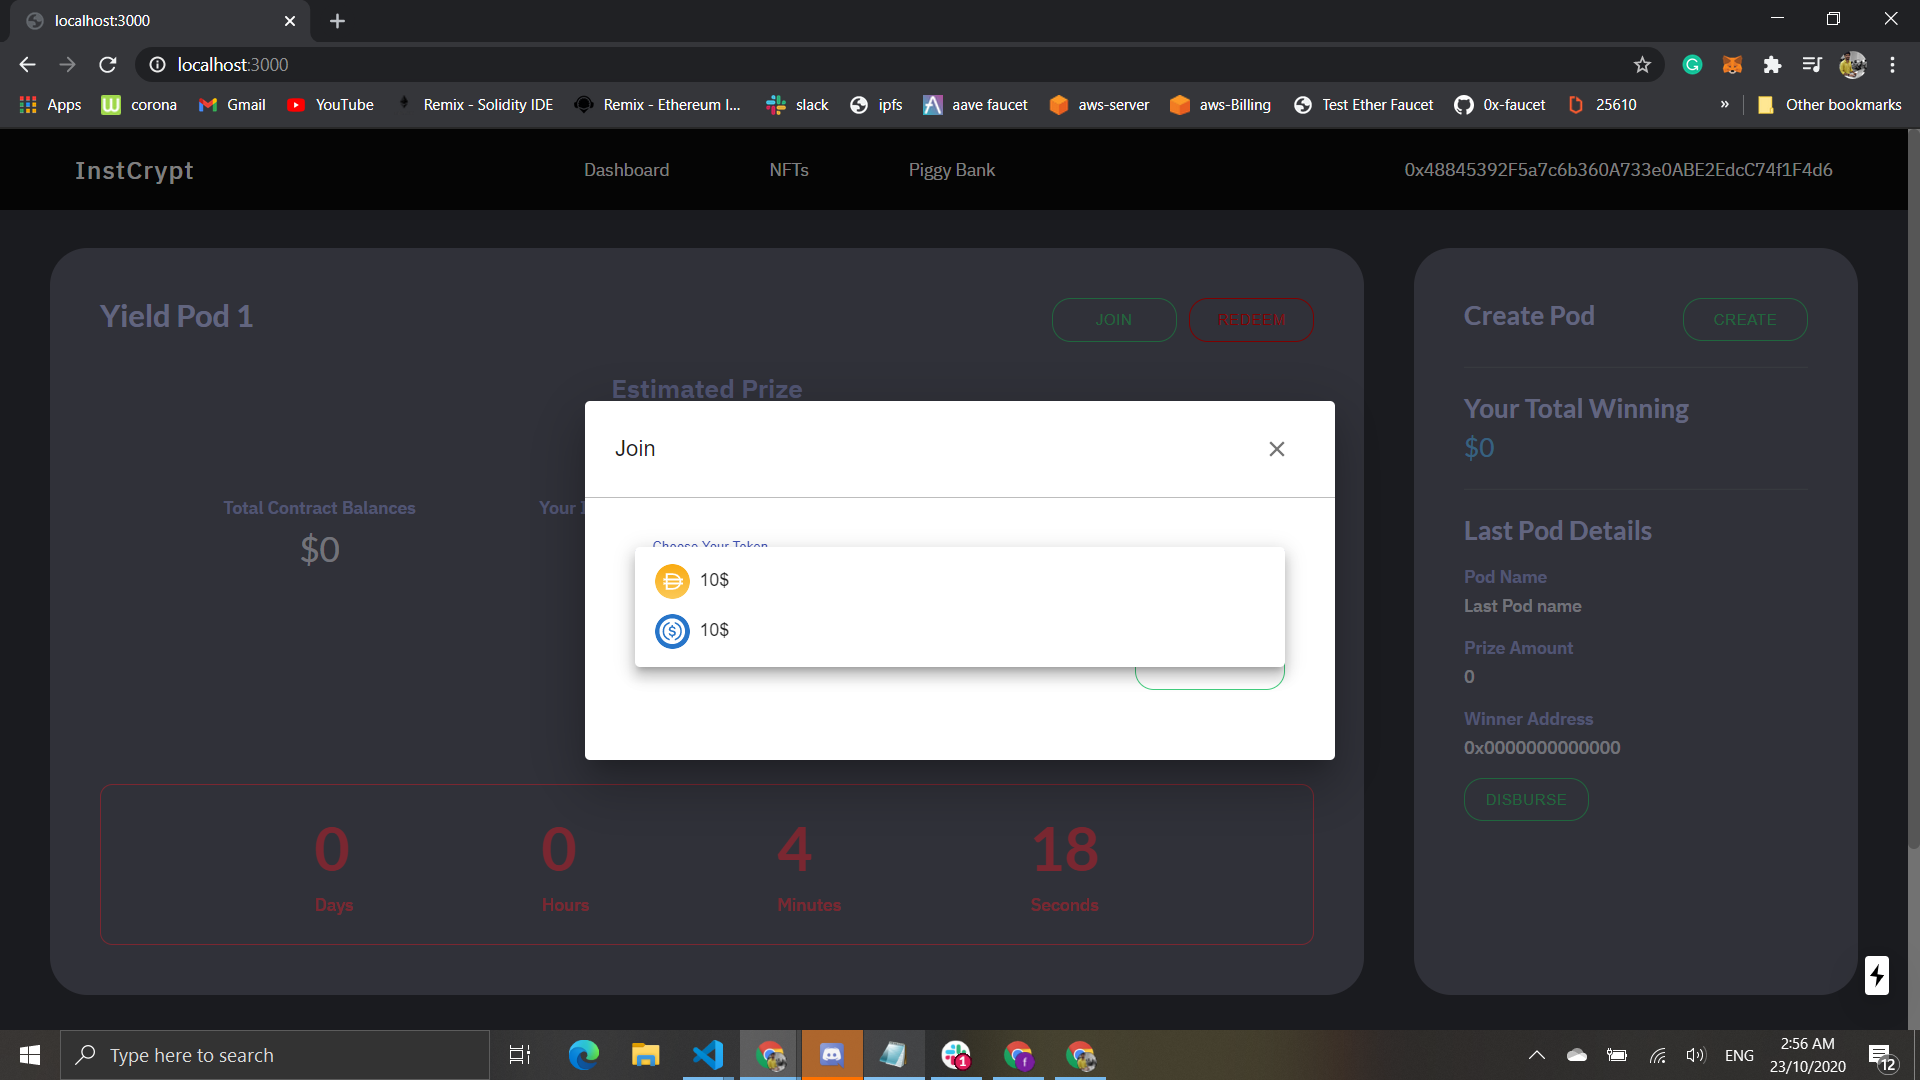 localhost:3000
localhost:3000
Apps
corona
Gmail
YouTube
Remix - Solidity IDE
Remix - Ethereum I...
slack
ipfs
aave faucet
aws-server
aws-Billing
Test Ether Faucet
0x-faucet
25610
»
Other bookmarks
InstCrypt
Dashboard
NFTs
Piggy Bank
0x48845392F5a7c6b360A733e0ABE2EdcC74f1F4d6
Yield Pod 1
JOIN
REDEEM
Estimated Prize
Total Contract Balances
$0
Your
Join
Choose Your Token
10$
10$
0
Days
0
Hours
4
Minutes
18
Seconds
Create Pod
CREATE
Your Total Winning
$0
Last Pod Details
Pod Name
Last Pod name
Prize Amount
0
Winner Address
0x0000000000000
DISBURSE
Type here to search
1
f
ENG
2:56 AM
23/10/2020
12